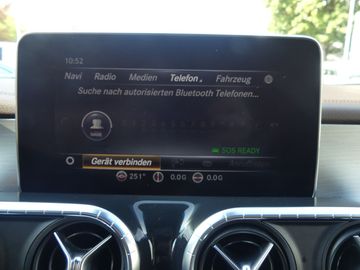 10:52
Navi Radio Medien Telefon Fahrzeug
Suche nach autorisierten Bluetooth Telefonen...
SOS READY
Gerät verbinden
251° 0.0G 0.0G